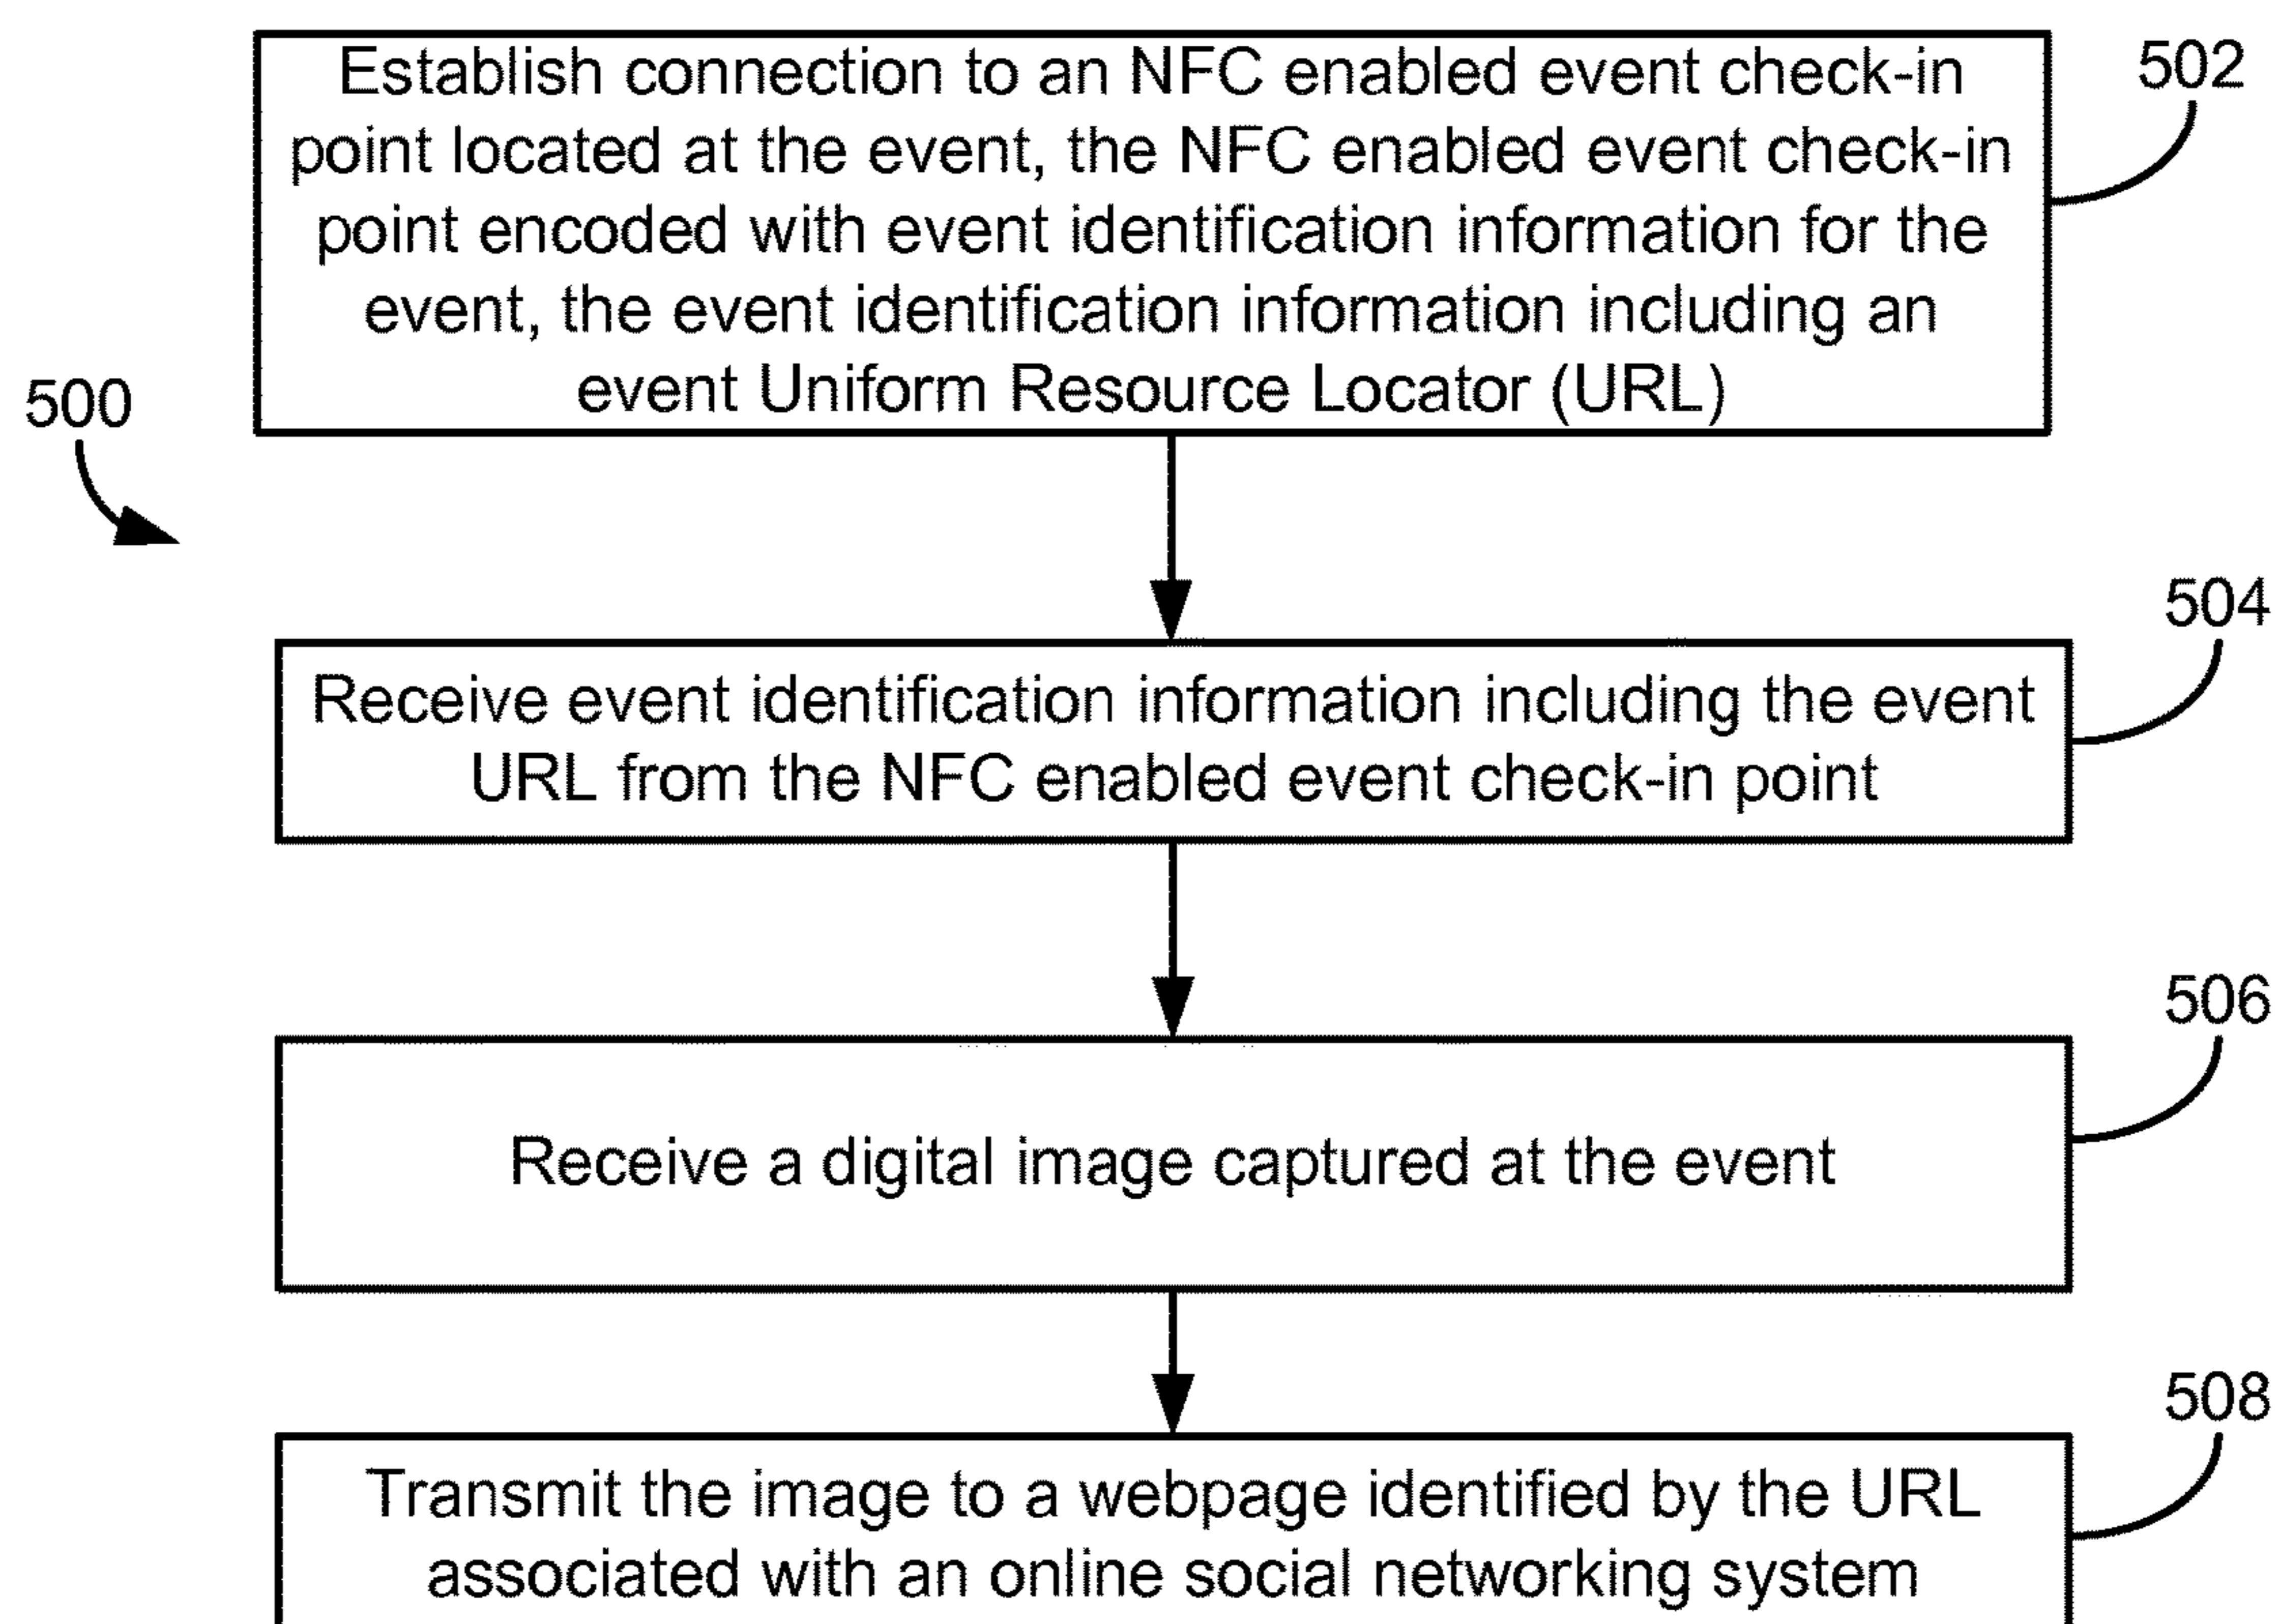 Establish connection to an NFC enabled event check-in
point located at the event, the NFC enabled event check-in
point encoded with event identification information for the
event, the event identification information including an
event Uniform Resource Locator (URL)
502
500
504
Receive event identification information including the event
URL from the NFC enabled event check-in point
506
Receive a digital image captured at the event
508
Transmit the image to a webpage identified by the URL
associated with an online social networking system